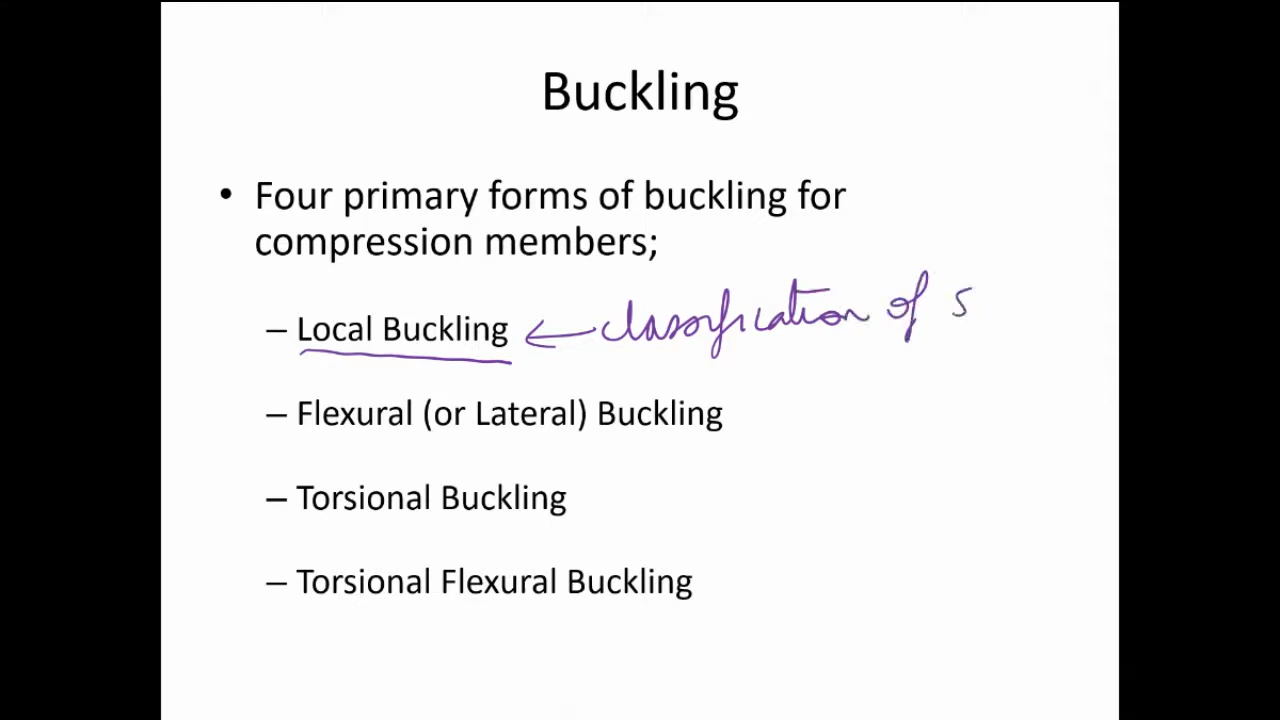 Buckling
• Four primary forms of buckling for
compression members;
– Local Buckling ← classification of s
– Flexural (or Lateral) Buckling
– Torsional Buckling
– Torsional Flexural Buckling